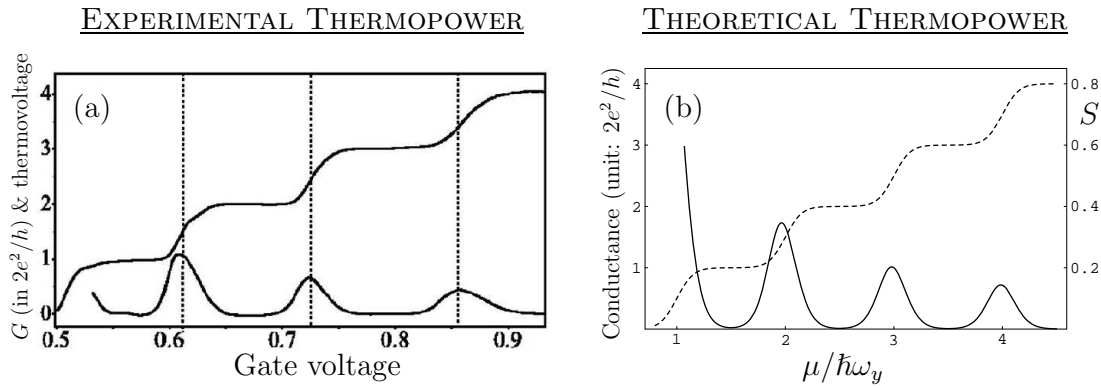 EXPERIMENTAL THERMOPOWER
(a)
G (in 2e²/h) & thermovoltage
4
3
2
1
0
0.5 0.6 0.7 0.8 0.9
Gate voltage
THEORETICAL THERMOPOWER
(b)
Conductance (unit: 2e²/h)
4
3
2
1
0.8
0.6
0.4
0.2
S
1 2 3 4
μ/ℏω_y